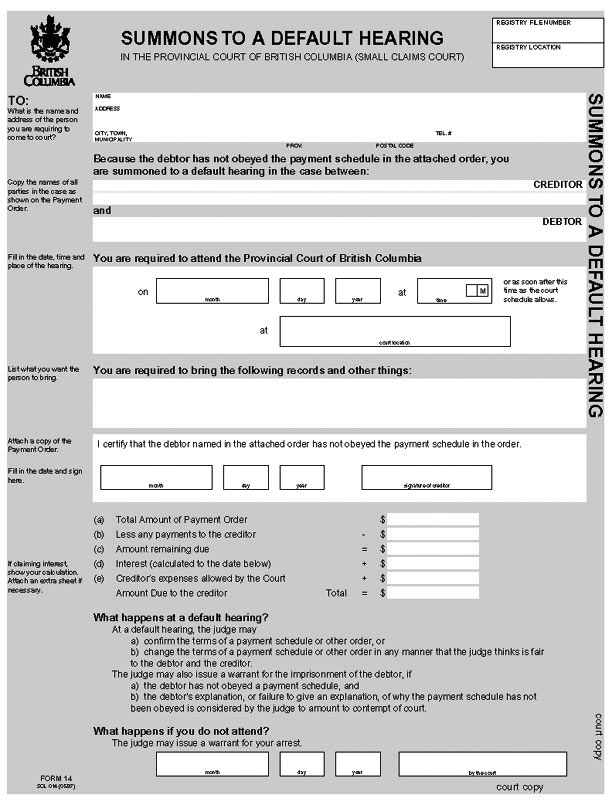 REGISTRY FILE NUMBER
REGISTRY LOCATION
SUMMONS TO A DEFAULT HEARING
IN THE PROVINCIAL COURT OF BRITISH COLUMBIA (SMALL CLAIMS COURT)
BRITISH
COLUMBIA
TO:
What is the name and
address of the person
you are requiring to
come to court?
NAME
ADDRESS
CITY, TOWN,
MUNICIPALITY
TEL.#
PROV.
POSTAL CODE
Because the debtor has not obeyed the payment schedule in the attached order, you
are summoned to a default hearing in the case between:
Copy the names of all
parties in the case as
shown on the Payment
Order.
CREDITOR
and
DEBTOR
Fill in the date, time and
place of the hearing.
You are required to attend the Provincial Court of British Columbia
on
month
day
year
at
time
M
or as soon after this
time as the court
schedule allows.
at
court location
List what you want the
person to bring.
You are required to bring the following records and other things:
Attach a copy of the
Payment Order.
I certify that the debtor named in the attached order has not obeyed the payment schedule in the order.
Fill in the date and sign
here.
month
day
year
signature of creditor
(a) Total Amount of Payment Order $
(b) Less any payments to the creditor - $
(c) Amount remaining due = $
(d) Interest (calculated to the date below) + $
(e) Creditor's expenses allowed by the Court + $
Amount Due to the creditor Total = $
If claiming interest,
show your calculation.
Attach an extra sheet if
necessary.
What happens at a default hearing?
At a default hearing, the judge may
a) confirm the terms of a payment schedule or other order, or
b) change the terms of a payment schedule or other order in any manner that the judge thinks is fair
to the debtor and the creditor.
The judge may also issue a warrant for the imprisonment of the debtor, if
a) the debtor has not obeyed a payment schedule, and
b) the debtor's explanation, or failure to give an explanation, of why the payment schedule has not
been obeyed is considered by the judge to amount to contempt of court.
What happens if you do not attend?
The judge may issue a warrant for your arrest.
month
day
year
by the court
FORM 14
court copy
SUMMONS TO A DEFAULT HEARING
court copy